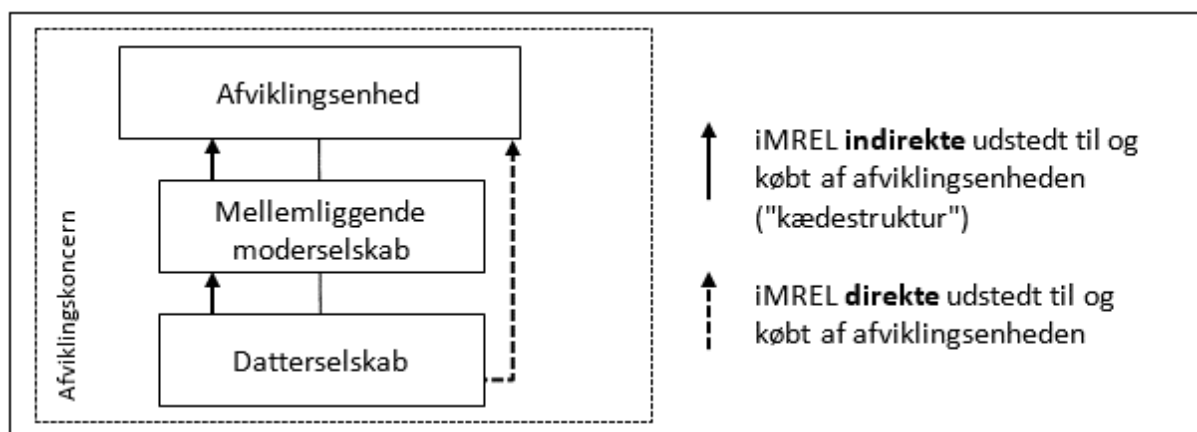 Afviklingsenhed
Mellemliggende
moderselskab
Datterselskab
Afviklingskoncern
iMREL indirekte udstedt til og
købt af afviklingsenheden
("kædestruktur")
iMREL direkte udstedt til og
købt af afviklingsenheden